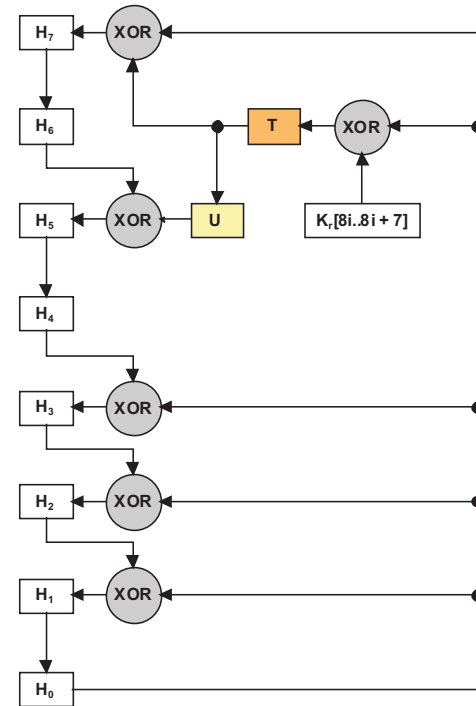 H₇ XOR
H₆ T XOR
H₅ XOR U Kᵣ[8i..8i + 7]
H₄
H₃ XOR
H₂ XOR
H₁ XOR
H₀